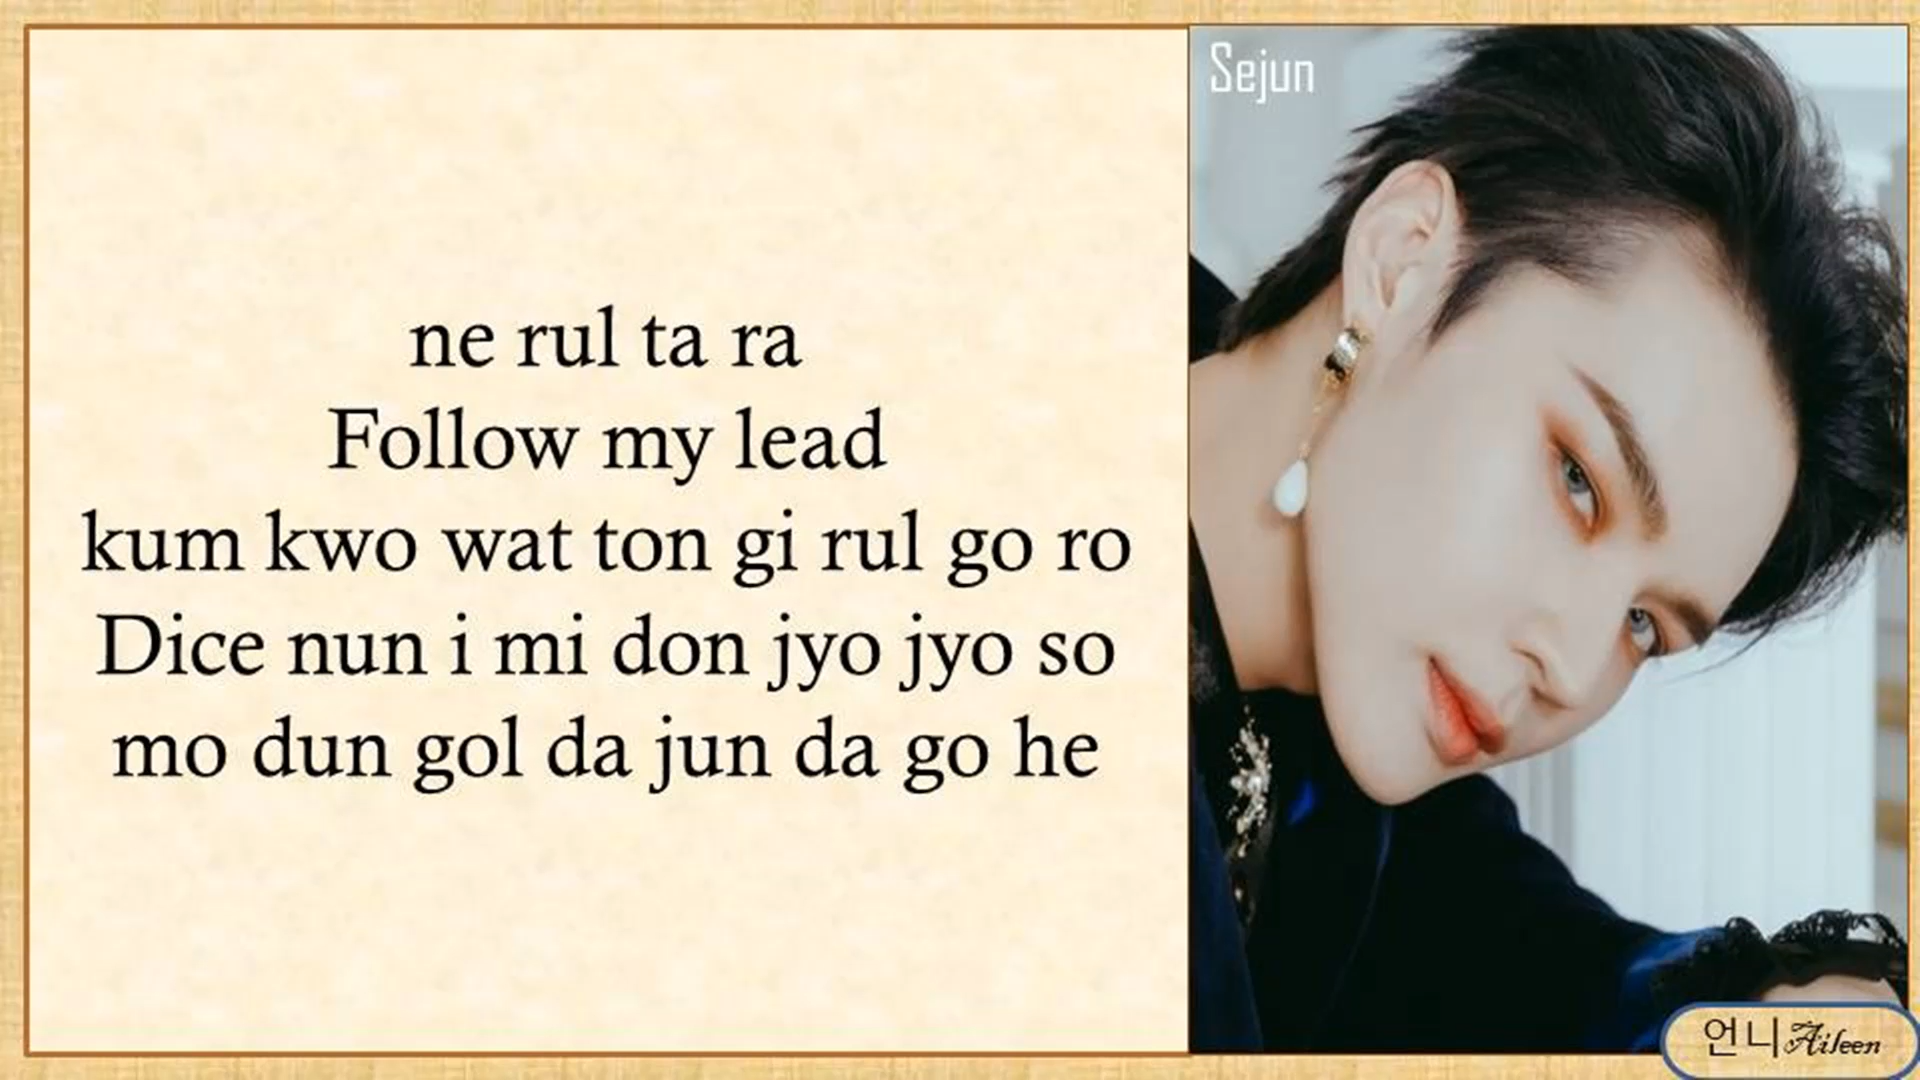 ne rul ta ra
Follow my lead
kum kwo wat ton gi rul go ro
Dice nun i mi don jyo jyo so
mo dun gol da jun da go he
Sejun
언니Aileen